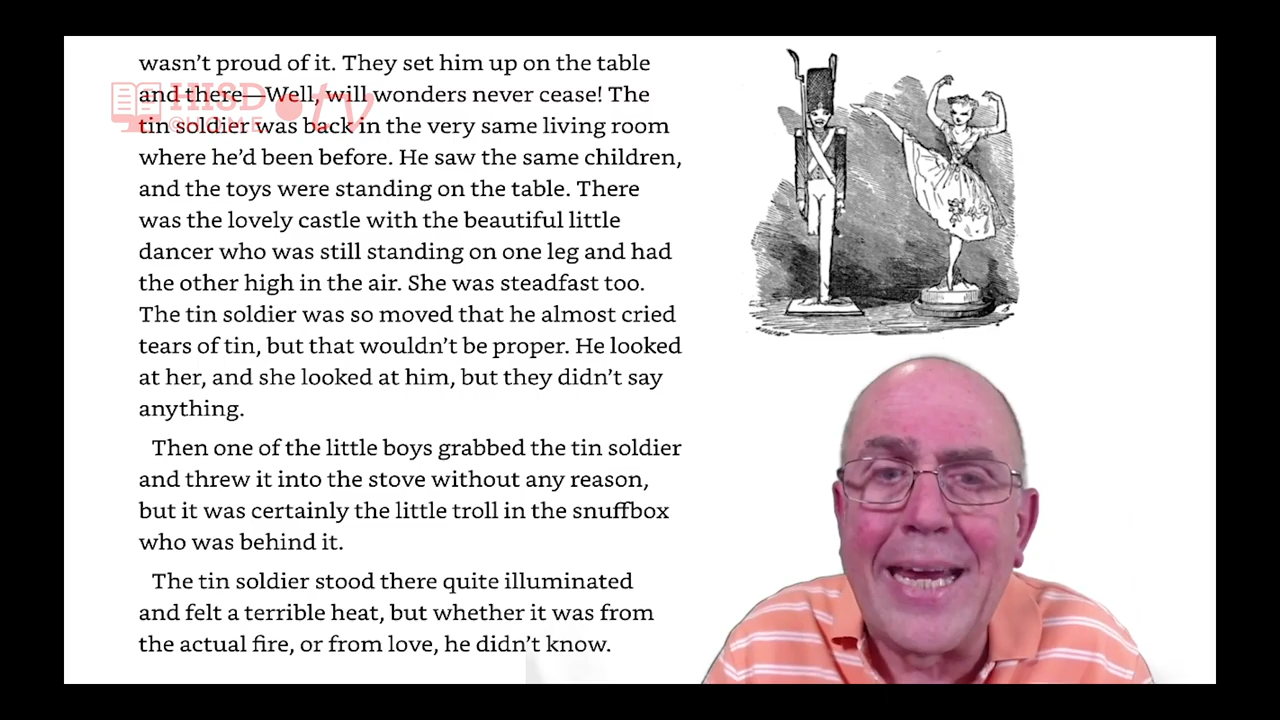 wasn't proud of it. They set him up on the table
and there—Well, will wonders never cease! The
tin soldier was back in the very same living room
where he'd been before. He saw the same children,
and the toys were standing on the table. There
was the lovely castle with the beautiful little
dancer who was still standing on one leg and had
the other high in the air. She was steadfast too.
The tin soldier was so moved that he almost cried
tears of tin, but that wouldn't be proper. He looked
at her, and she looked at him, but they didn't say
anything.
Then one of the little boys grabbed the tin soldier
and threw it into the stove without any reason,
but it was certainly the little troll in the snuffbox
who was behind it.
The tin soldier stood there quite illuminated
and felt a terrible heat, but whether it was from
the actual fire, or from love, he didn't know.
HISD
@HOME
tv